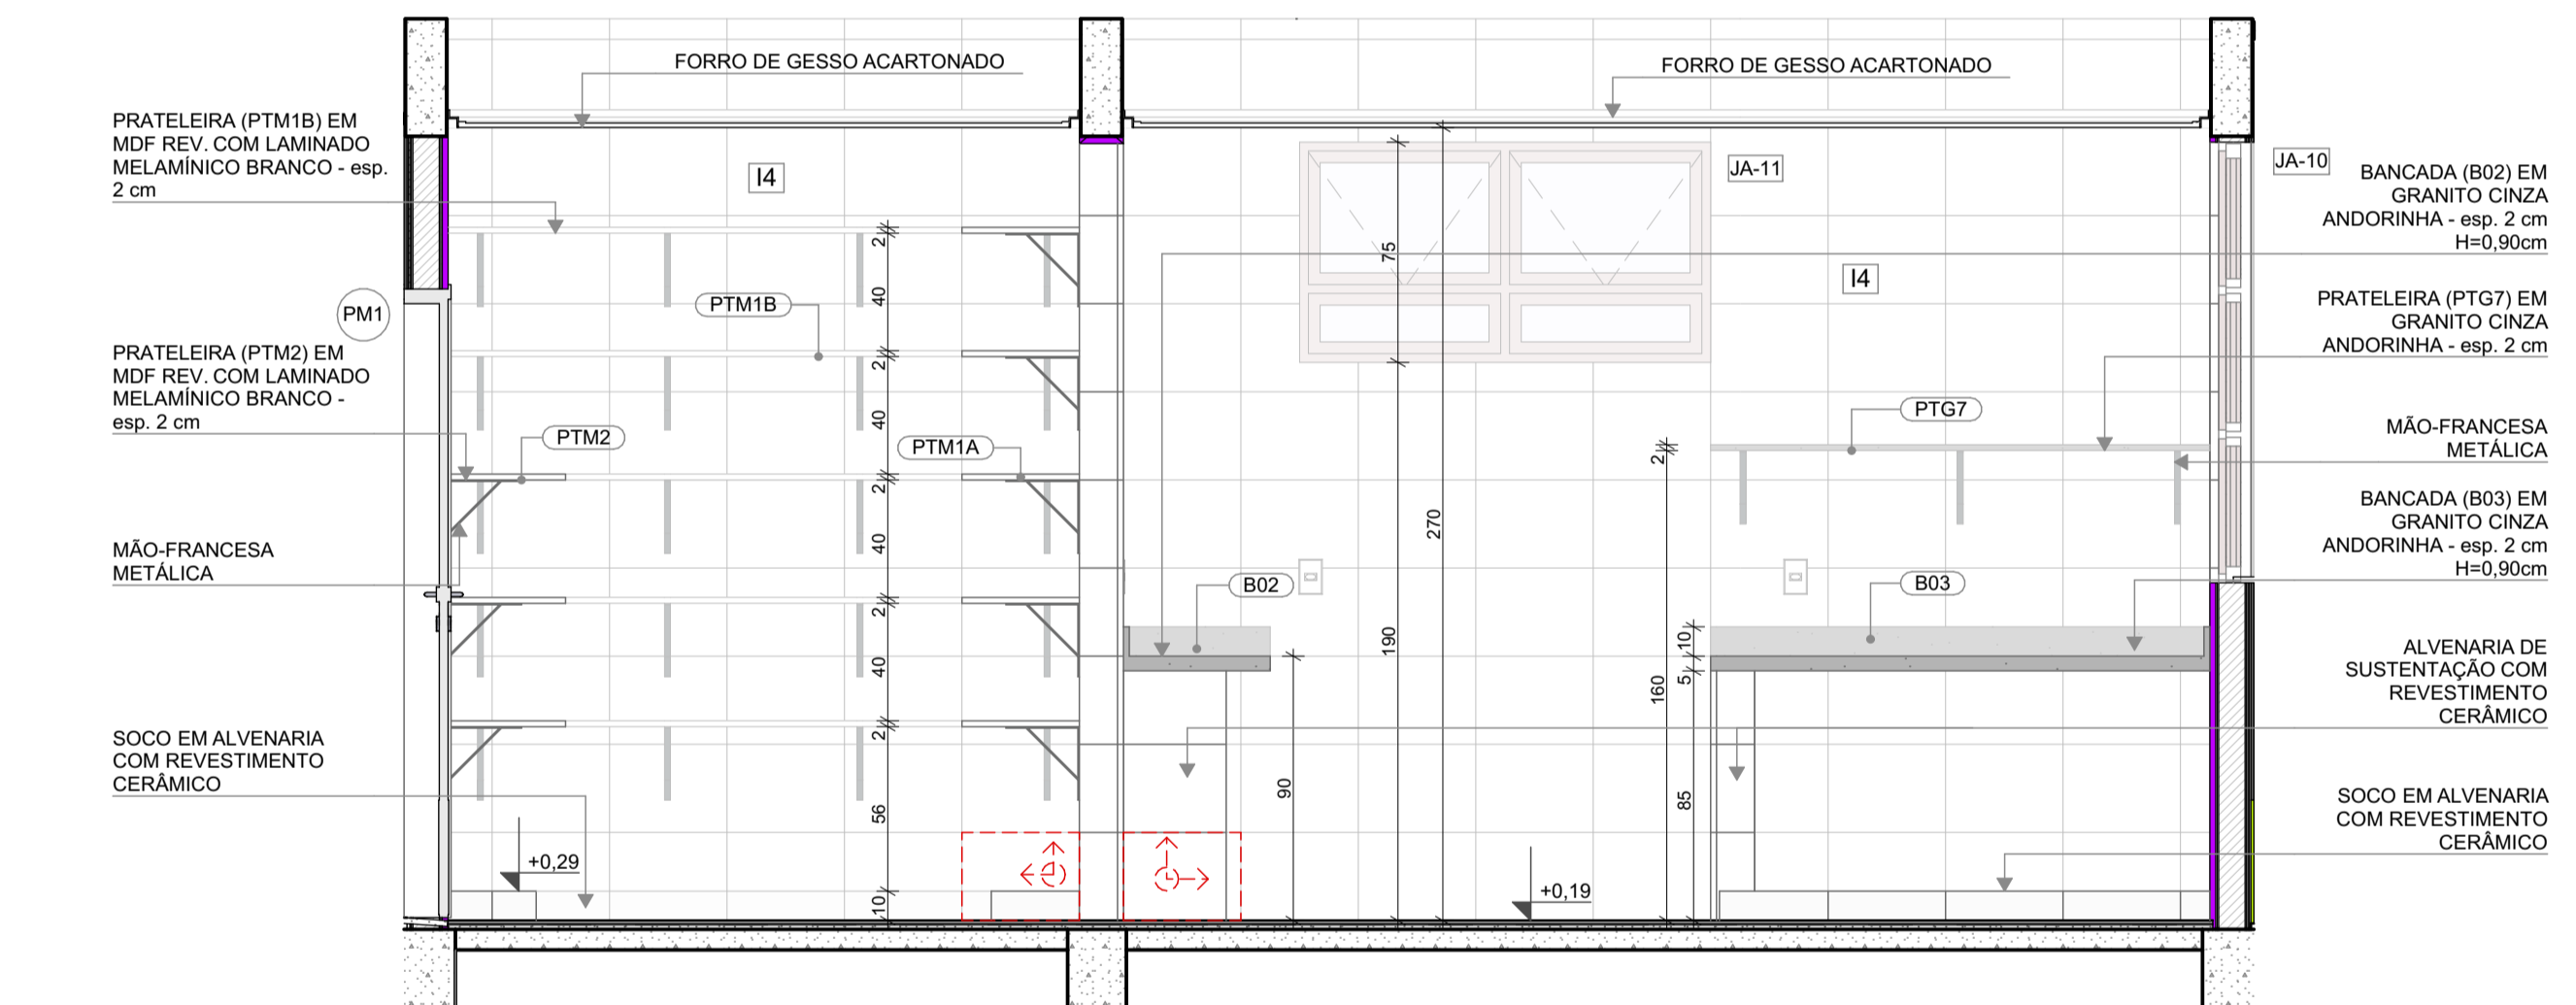 FORRO DE GESSO ACARTONADO
FORRO DE GESSO ACARTONADO
PRATELEIRA (PTM1B) EM
MDF REV. COM LAMINADO
MELAMÍNICO BRANCO - esp.
2 cm
I4
JA-11
JA-10
BANCADA (B02) EM
GRANITO CINZA
ANDORINHA - esp. 2 cm
H=0,90cm
2
75
40
I4
PTM1B
PM1
PRATELEIRA (PTG7) EM
GRANITO CINZA
ANDORINHA - esp. 2 cm
PRATELEIRA (PTM2) EM
MDF REV. COM LAMINADO
MELAMÍNICO BRANCO -
esp. 2 cm
2
40
PTM2
PTM1A
PTG7
MÃO-FRANCESA
METÁLICA
2
2
270
40
MÃO-FRANCESA
METÁLICA
BANCADA (B03) EM
GRANITO CINZA
ANDORINHA - esp. 2 cm
H=0,90cm
B02
B03
2
190
10
40
5
160
ALVENARIA DE
SUSTENTAÇÃO COM
REVESTIMENTO
CERÂMICO
2
SOCO EM ALVENARIA
COM REVESTIMENTO
CERÂMICO
90
85
56
SOCO EM ALVENARIA
COM REVESTIMENTO
CERÂMICO
+0,29
+0,19
10